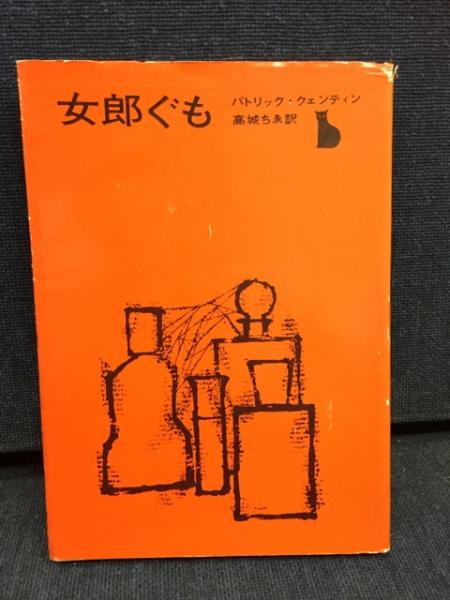 女郎ぐも
パトリック・クェンティン
高城ちゑ訳